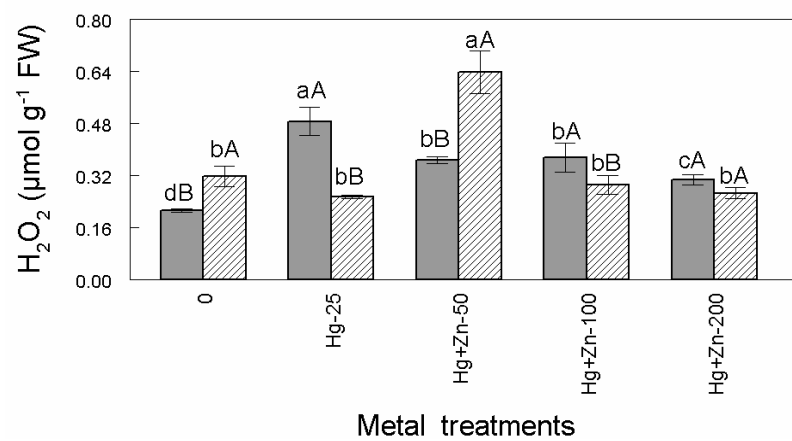 H₂O₂ (µmol g⁻¹ FW)
0.80
0.64
0.48
0.32
0.16
0.00
dB
bA
aA
bB
bB
aA
bA
bB
cA
bA
0
Hg-25
Hg+Zn-50
Hg+Zn-100
Hg+Zn-200
Metal treatments